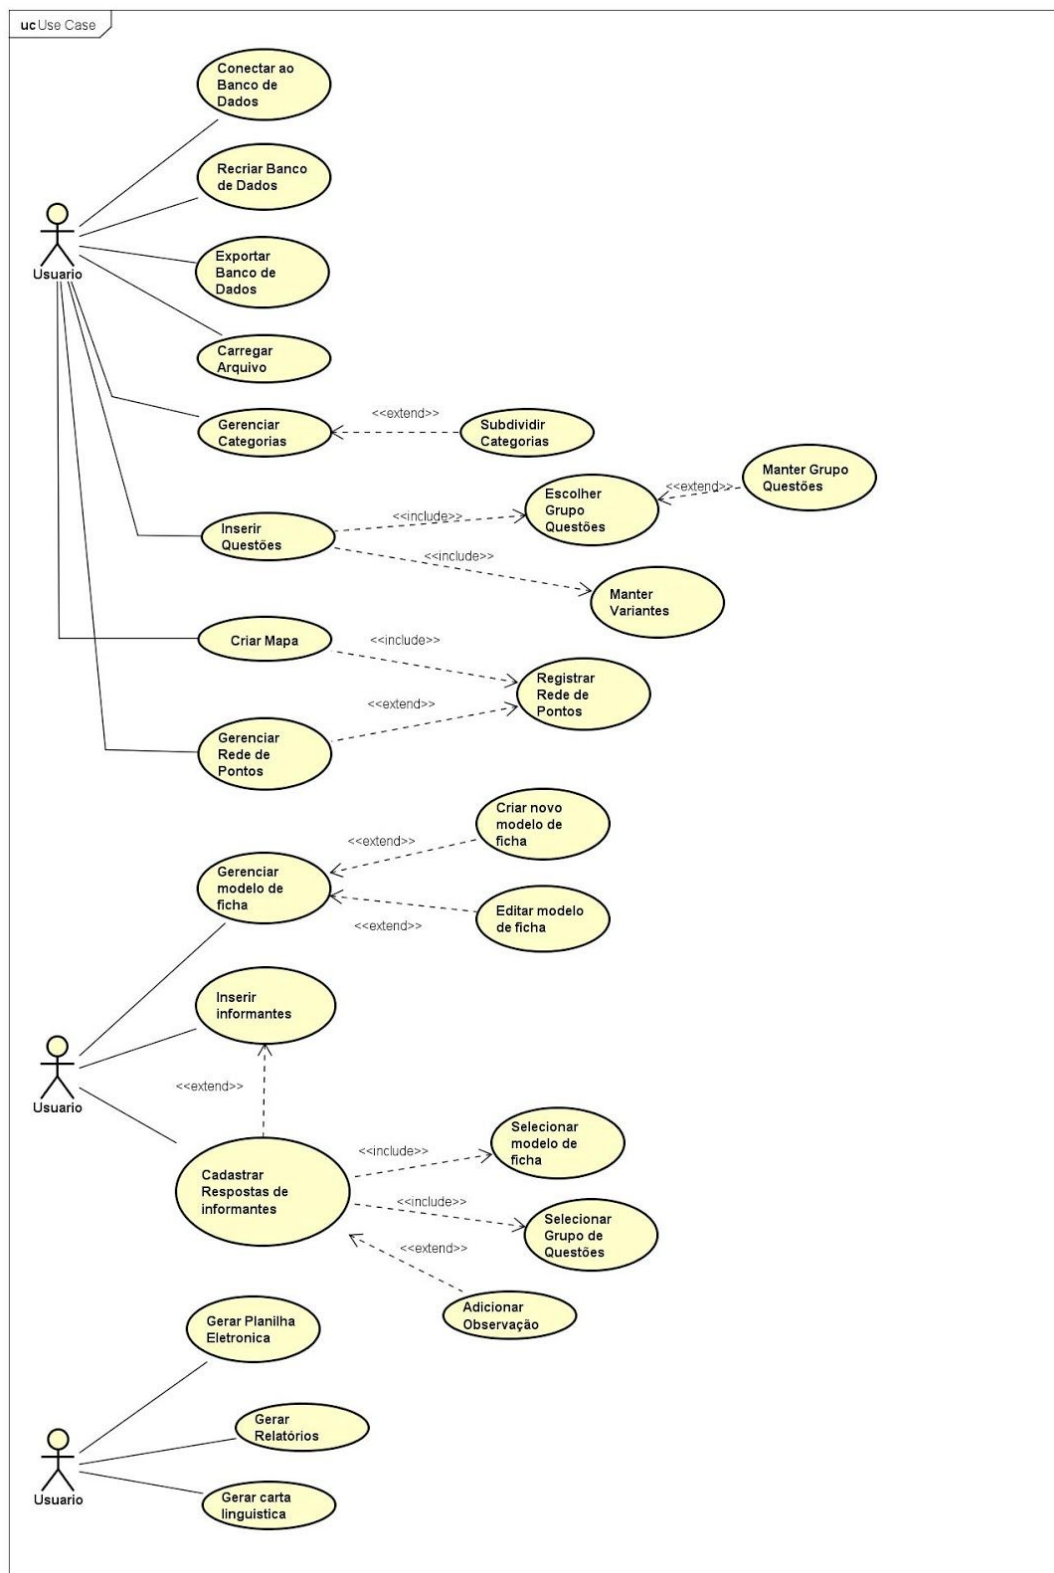 uc Use Case
Conectar ao
Banco de
Dados
Recriar Banco
de Dados
Usuario
Exportar
Banco de
Dados
Carregar
Arquivo
Gerenciar
Categorias
<<extend>>
Subdividir
Categorias
Manter Grupo
Questões
<<extend>>
Escolher
Grupo
Questões
<<include>>
Inserir
Questões
<<include>>
Manter
Variantes
Criar Mapa
<<include>>
Registrar
Rede de
Pontos
<<extend>>
Gerenciar
Rede de
Pontos
Criar novo
modelo de
ficha
<<extend>>
Gerenciar
modelo de
ficha
Editar modelo
de ficha
<<extend>>
Inserir
informantes
<<extend>>
Usuario
Selecionar
modelo de
ficha
<<include>>
Cadastrar
Respostas de
informantes
<<include>>
Selecionar
Grupo de
Questões
<<extend>>
Adicionar
Observação
Gerar Planilha
Eletronica
Gerar
Relatórios
Usuario
Gerar carta
linguistica